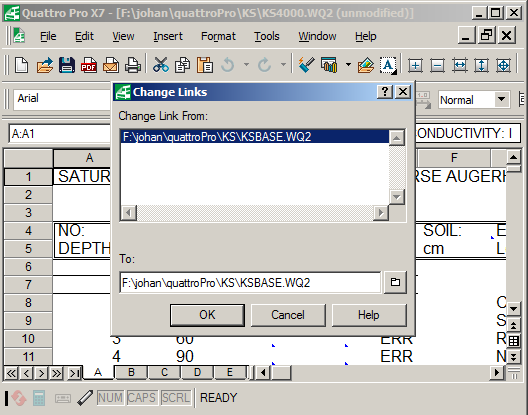 Quattro Pro X7 - [F:\johan\quattroPro\KS\KS4000.WQ2 (unmodified)]
File Edit View Insert Format Tools Window Help
Arial
Normal
Change Links
Change Link From:
F:\johan\quattroPro\KS\KSBASE.WQ2
To:
F:\johan\quattroPro\KS\KSBASE.WQ2
OK Cancel Help
A:A1
ONDUCTIVITY: I
A F
1 SATUR RSE AUGERH
2
3
4 NO: SOIL:
5 DEPTH cm
6
7
8
9
10 3 60 ERR
11 4 90 ERR
A B C D E
NUM CAPS SCRL READY